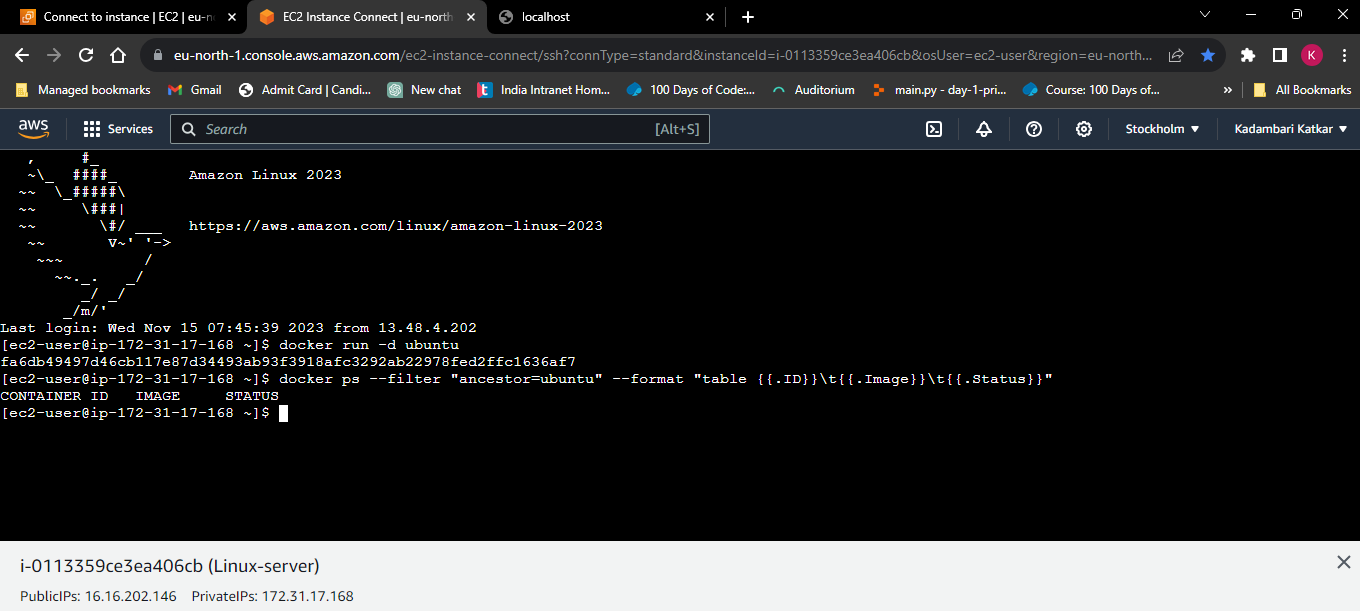 Connect to instance | EC2 | eu-n
EC2 Instance Connect | eu-north
localhost
eu-north-1.console.aws.amazon.com/ec2-instance-connect/ssh?connType=standard&instanceId=i-0113359ce3ea406cb&osUser=ec2-user&region=eu-north...
K
Managed bookmarks
Gmail
Admit Card | Candi...
New chat
India Intranet Hom...
100 Days of Code:...
Auditorium
main.py - day-1-pri...
Course: 100 Days of...
»
All Bookmarks
aws
Services
Search
[Alt+S]
Stockholm
Kadambari Katkar
   ,     #_
   ~\_  ####_        Amazon Linux 2023
  ~~  \_#####\
  ~~     \###|
  ~~       \#/ ___   https://aws.amazon.com/linux/amazon-linux-2023
   ~~       V~' '->
    ~~~         /
      ~~._.   _/
         _/ _/
       _/m/'
Last login: Wed Nov 15 07:45:39 2023 from 13.48.4.202
[ec2-user@ip-172-31-17-168 ~]$ docker run -d ubuntu
fa6db49497d46cb117e87d34493ab93f3918afc3292ab22978fed2ffc1636af7
[ec2-user@ip-172-31-17-168 ~]$ docker ps --filter "ancestor=ubuntu" --format "table {{.ID}}\t{{.Image}}\t{{.Status}}"
CONTAINER ID   IMAGE     STATUS
[ec2-user@ip-172-31-17-168 ~]$
i-0113359ce3ea406cb (Linux-server)
PublicIPs: 16.16.202.146    PrivateIPs: 172.31.17.168